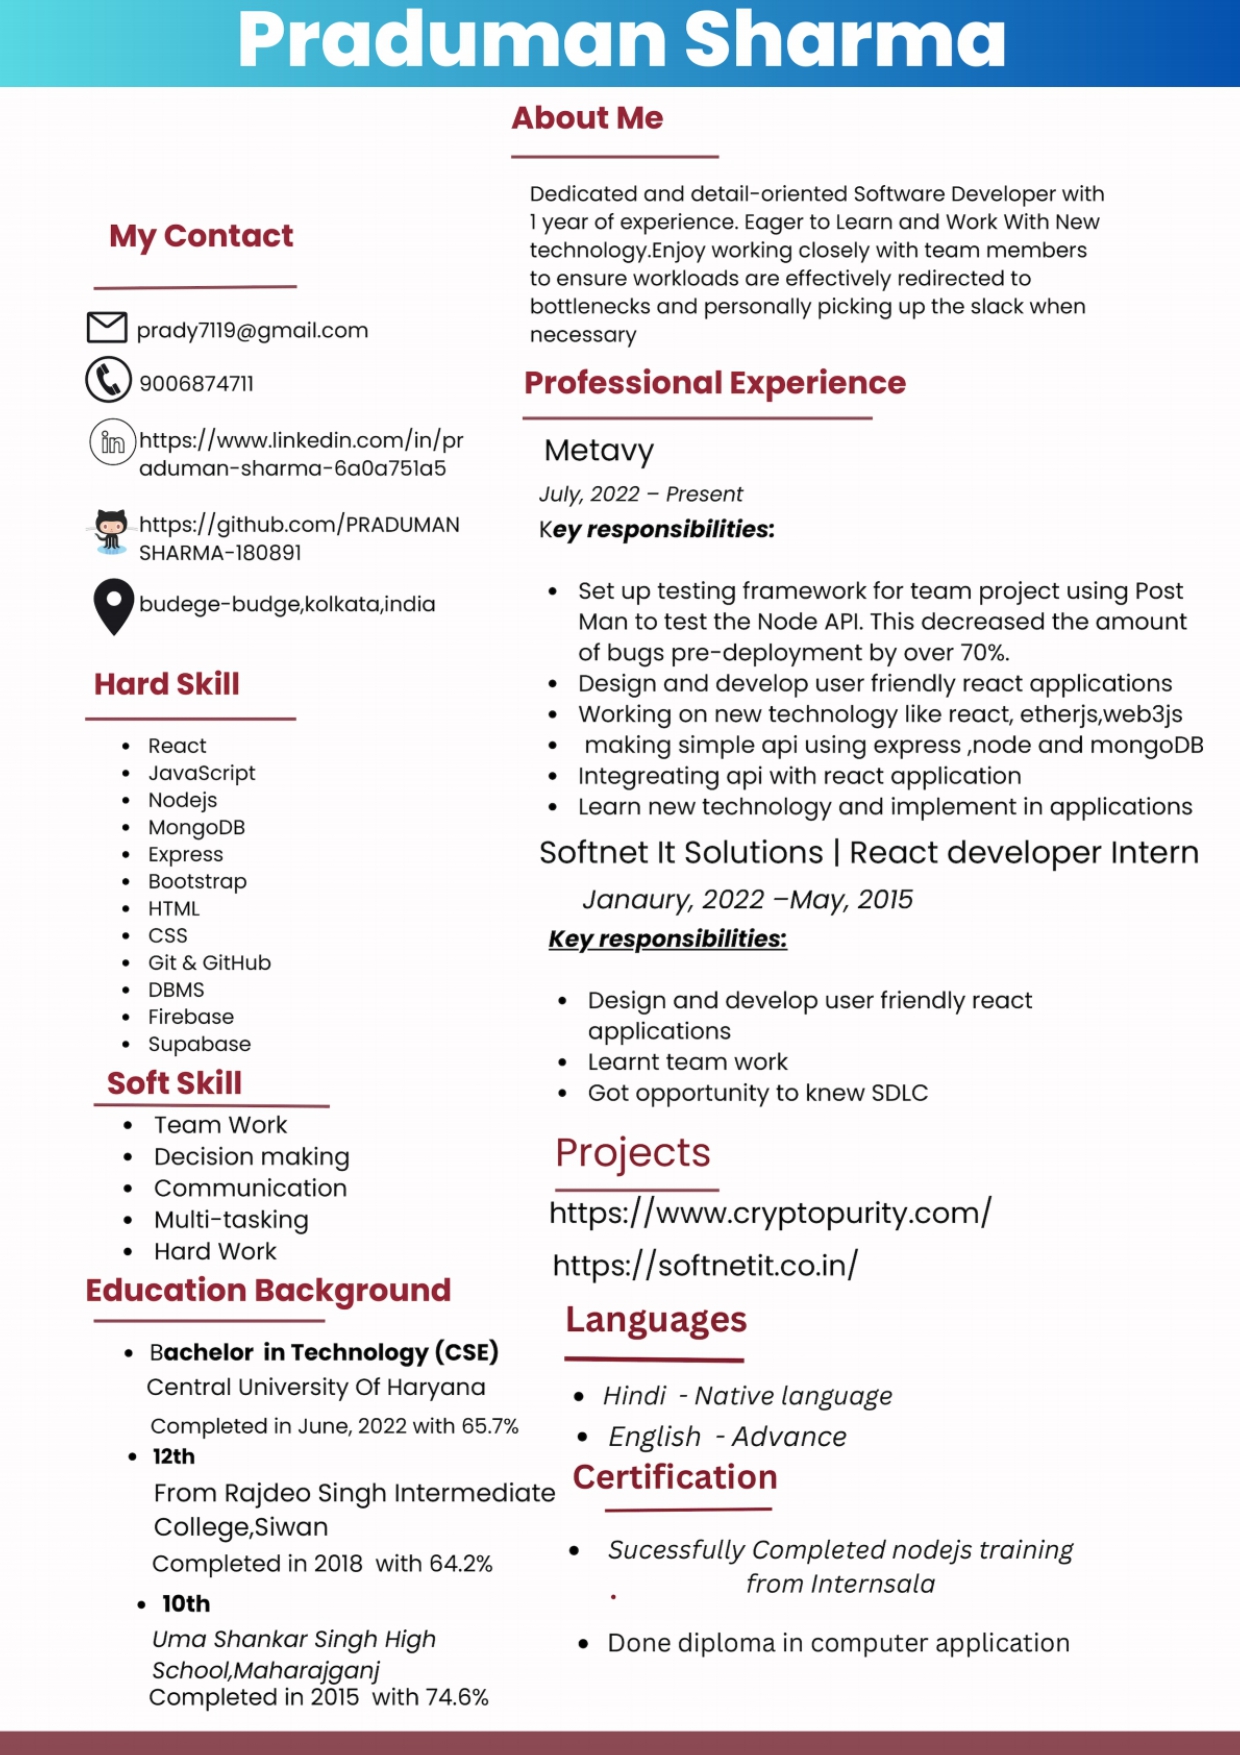 Praduman Sharma
My Contact
prady7119@gmail.com
9006874711
https://www.linkedin.com/in/pr
aduman-sharma-6a0a751a5
https://github.com/PRADUMAN
SHARMA-180891
budege-budge,kolkata,india
Hard Skill
• React
• JavaScript
• Nodejs
• MongoDB
• Express
• Bootstrap
• HTML
• CSS
• Git & GitHub
• DBMS
• Firebase
• Supabase
Soft Skill
• Team Work
• Decision making
• Communication
• Multi-tasking
• Hard Work
Education Background
• Bachelor in Technology (CSE)
Central University Of Haryana
Completed in June, 2022 with 65.7%
• 12th
From Rajdeo Singh Intermediate
College,Siwan
Completed in 2018 with 64.2%
• 10th
Uma Shankar Singh High
School,Maharajganj
Completed in 2015 with 74.6%
About Me
Dedicated and detail-oriented Software Developer with
1 year of experience. Eager to Learn and Work With New
technology.Enjoy working closely with team members
to ensure workloads are effectively redirected to
bottlenecks and personally picking up the slack when
necessary
Professional Experience
Metavy
July, 2022 – Present
Key responsibilities:
• Set up testing framework for team project using Post
Man to test the Node API. This decreased the amount
of bugs pre-deployment by over 70%.
• Design and develop user friendly react applications
• Working on new technology like react, etherjs,web3js
• making simple api using express ,node and mongoDB
• Integreating api with react application
• Learn new technology and implement in applications
Softnet It Solutions | React developer Intern
Janaury, 2022 –May, 2015
Key responsibilities:
• Design and develop user friendly react
applications
• Learnt team work
• Got opportunity to knew SDLC
Projects
https://www.cryptopurity.com/
https://softnetit.co.in/
Languages
• Hindi - Native language
• English - Advance
Certification
• Sucessfully Completed nodejs training
from Internsala
• Done diploma in computer application